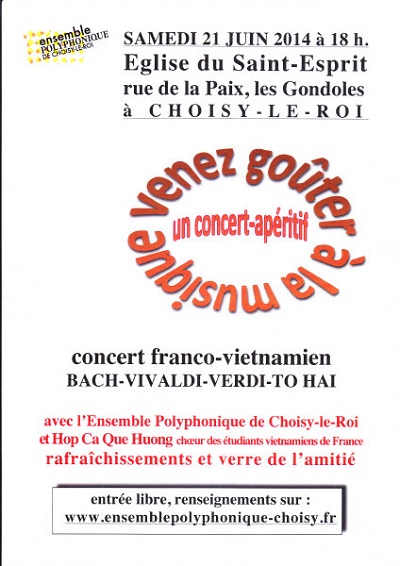 ensemble
POLYPHONIQUE
DE CHOISY-LE-ROI
SAMEDI 21 JUIN 2014 à 18 h.
Eglise du Saint-Esprit
rue de la Paix, les Gondoles
à CHOISY-LE-ROI
venez goûter à la musique
un concert-apéritif
concert franco-vietnamien
BACH-VIVALDI-VERDI-TO HAI
avec l'Ensemble Polyphonique de Choisy-le-Roi
et Hop Ca Que Huong chœur des étudiants vietnamiens de France
rafraîchissements et verre de l'amitié
entrée libre, renseignements sur :
www.ensemblepolyphonique-choisy.fr